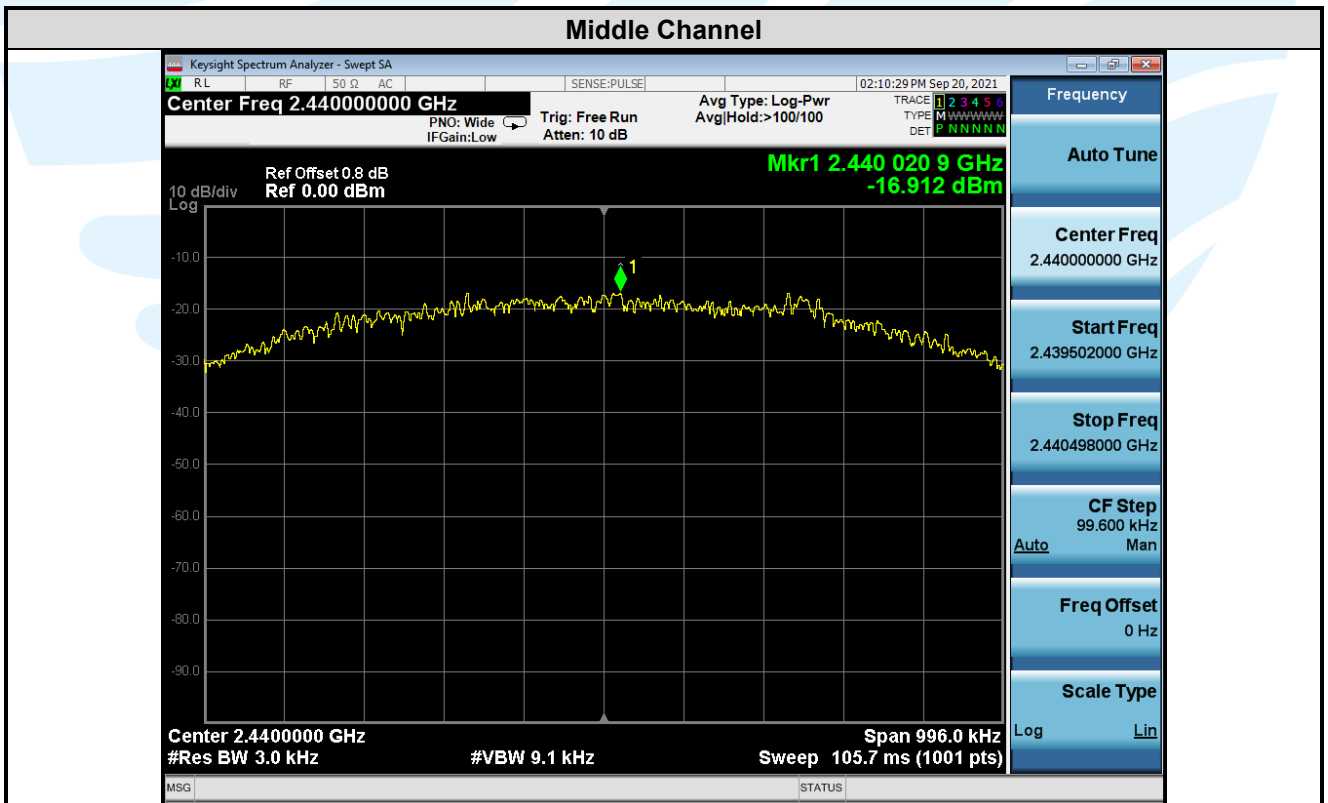 Middle Channel
Keysight Spectrum Analyzer - Swept SA
LXI RL RF 50 Ω AC SENSE:PULSE 02:10:29 PM Sep 20, 2021
Center Freq 2.440000000 GHz
PNO: Wide
IFGain:Low
Trig: Free Run
Atten: 10 dB
Avg Type: Log-Pwr
Avg|Hold:>100/100
TRACE 1 2 3 4 5 6
TYPE M W W W W W
DET P N N N N N
Ref Offset 0.8 dB
Ref 0.00 dBm
10 dB/div
Log
Mkr1 2.440 020 9 GHz
-16.912 dBm
1
-10.0
-20.0
-30.0
-40.0
-50.0
-60.0
-70.0
-80.0
-90.0
Center 2.4400000 GHz
Span 996.0 kHz
#Res BW 3.0 kHz
#VBW 9.1 kHz
Sweep 105.7 ms (1001 pts)
MSG
STATUS
Frequency
Auto Tune
Center Freq
2.440000000 GHz
Start Freq
2.439502000 GHz
Stop Freq
2.440498000 GHz
CF Step
99.600 kHz
Auto Man
Freq Offset
0 Hz
Scale Type
Log Lin